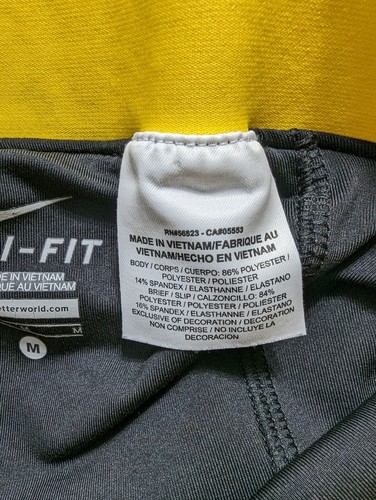 RN#56623 - CA#05553
MADE IN VIETNAM/FABRIQUE AU
VIETNAM/HECHO EN VIETNAM
BODY / CORPS / CUERPO: 86% POLYESTER /
POLYESTER / POLIESTER
14% SPANDEX / ELASTHANNE / ELASTANO
BRIEF / SLIP / CALZONCILLO: 84%
POLYESTER / POLYESTER / POLIESTER
16% SPANDEX / ELASTHANNE / ELASTANO
EXCLUSIVE OF DECORATION / DECORATION
NON COMPRISE / NO INCLUYE LA
DECORACION
I-FIT
IN VIETNAM
QUE AU VIETNAM
etterworld.com
M
M